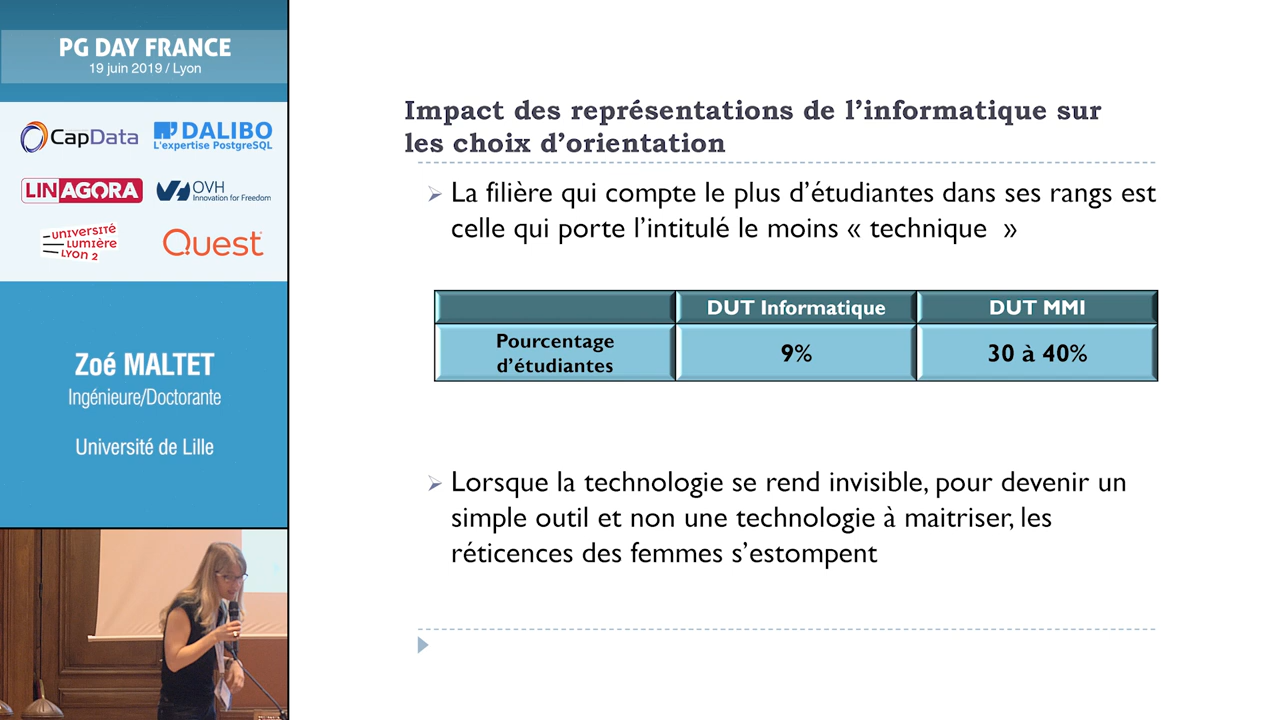 PG DAY FRANCE
19 juin 2019 / Lyon
CapData
DALIBO
L'expertise PostgreSQL
LINAGORA
OVH
Innovation for Freedom
UNIVERSITÉ
LUMIÈRE
LYON 2
Quest
Zoé MALTET
Ingénieure/Doctorante
Université de Lille
Impact des représentations de l’informatique sur
les choix d’orientation
La filière qui compte le plus d’étudiantes dans ses rangs est
celle qui porte l’intitulé le moins « technique  »
DUT Informatique
DUT MMI
Pourcentage
d’étudiantes
9%
30 à 40%
Lorsque la technologie se rend invisible, pour devenir un
simple outil et non une technologie à maitriser, les
réticences des femmes s’estompent